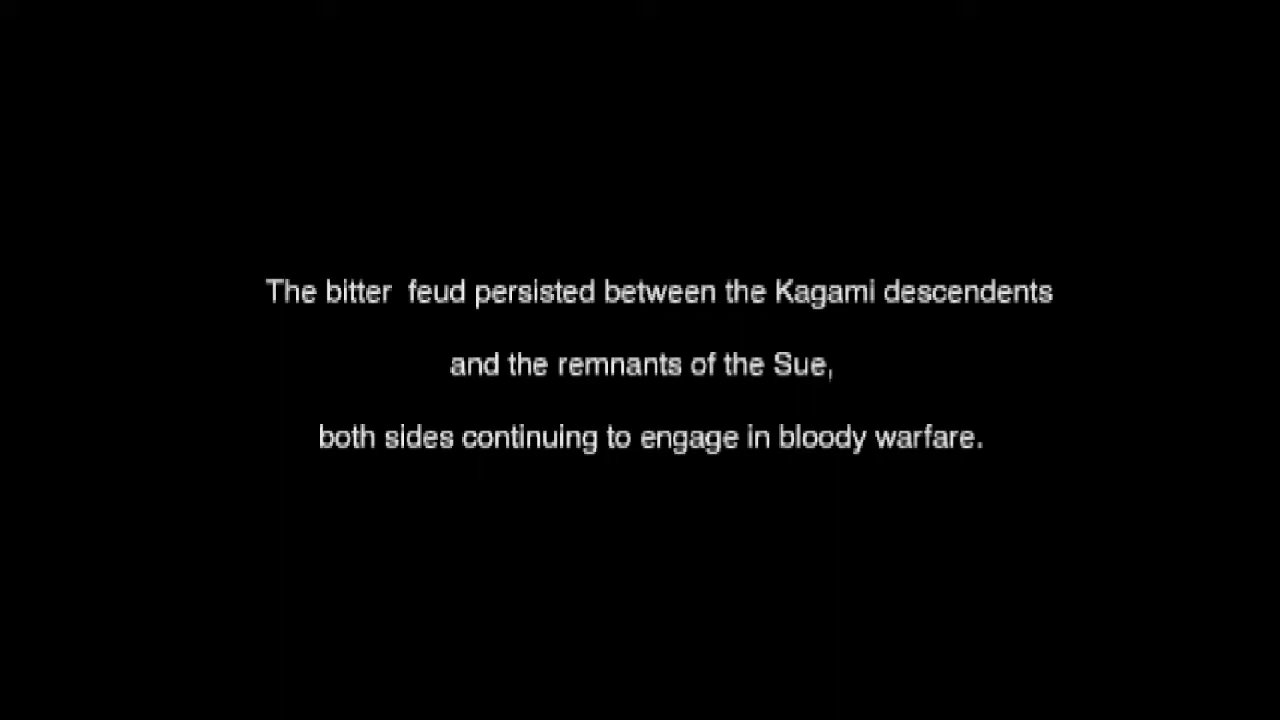 The bitter  feud persisted between the Kagami descendents
and the remnants of the Sue,
both sides continuing to engage in bloody warfare.